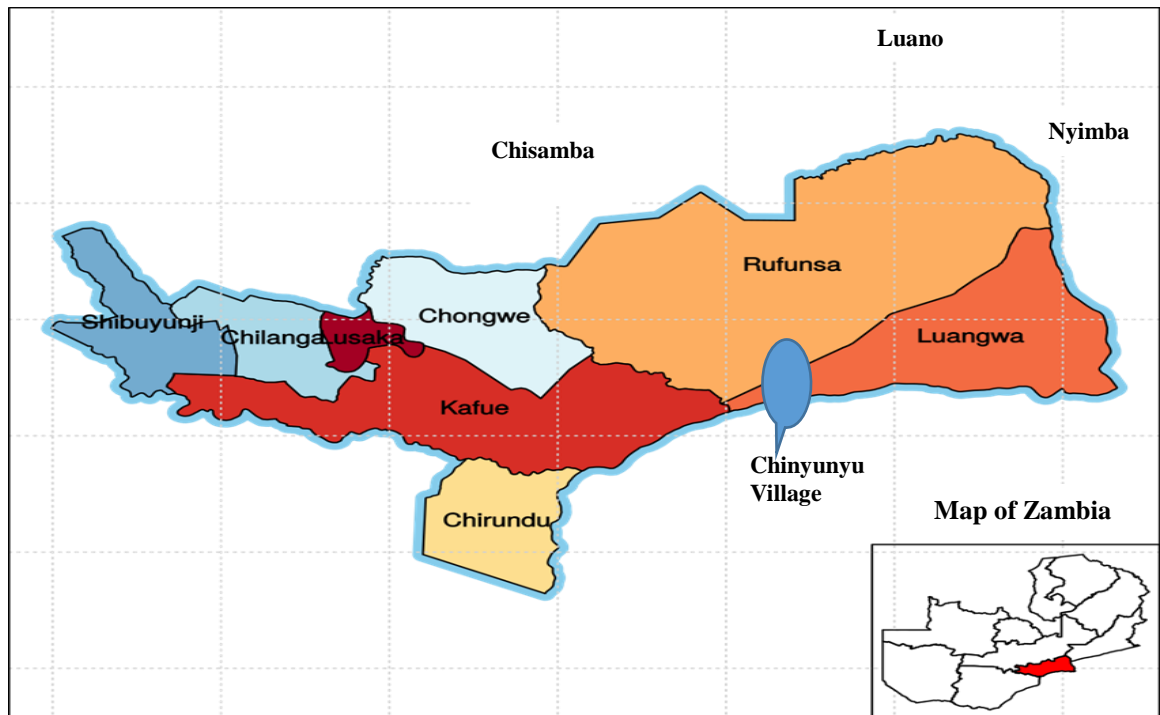 Luano
Nyimba
Chisamba
Rufunsa
Shibuyunji
Chilanga
Lusaka
Chongwe
Luangwa
Kafue
Chinyunyu
Village
Chirundu
Map of Zambia